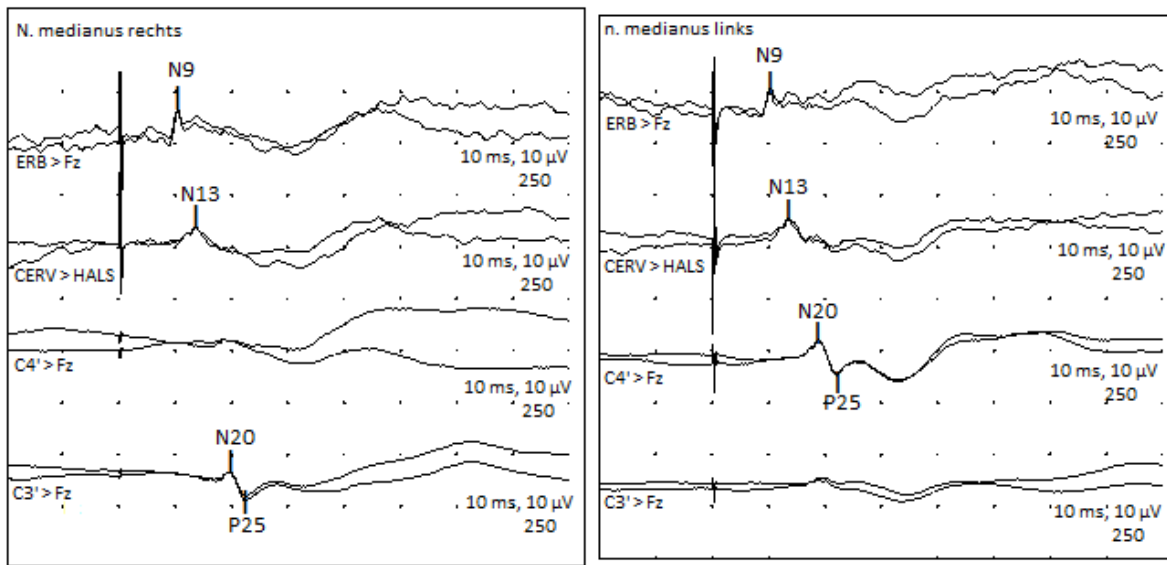 N. medianus rechts
N9
ERB > Fz
10 ms, 10 µV
250
N13
CERV > HALS
10 ms, 10 µV
250
C4' > Fz
10 ms, 10 µV
250
N20
C3' > Fz
P25
10 ms, 10 µV
250
n. medianus links
N9
ERB > Fz
10 ms, 10 µV
250
N13
CERV > HALS
10 ms, 10 µV
250
N20
C4' > Fz
P25
10 ms, 10 µV
250
C3' > Fz
10 ms, 10 µV
250